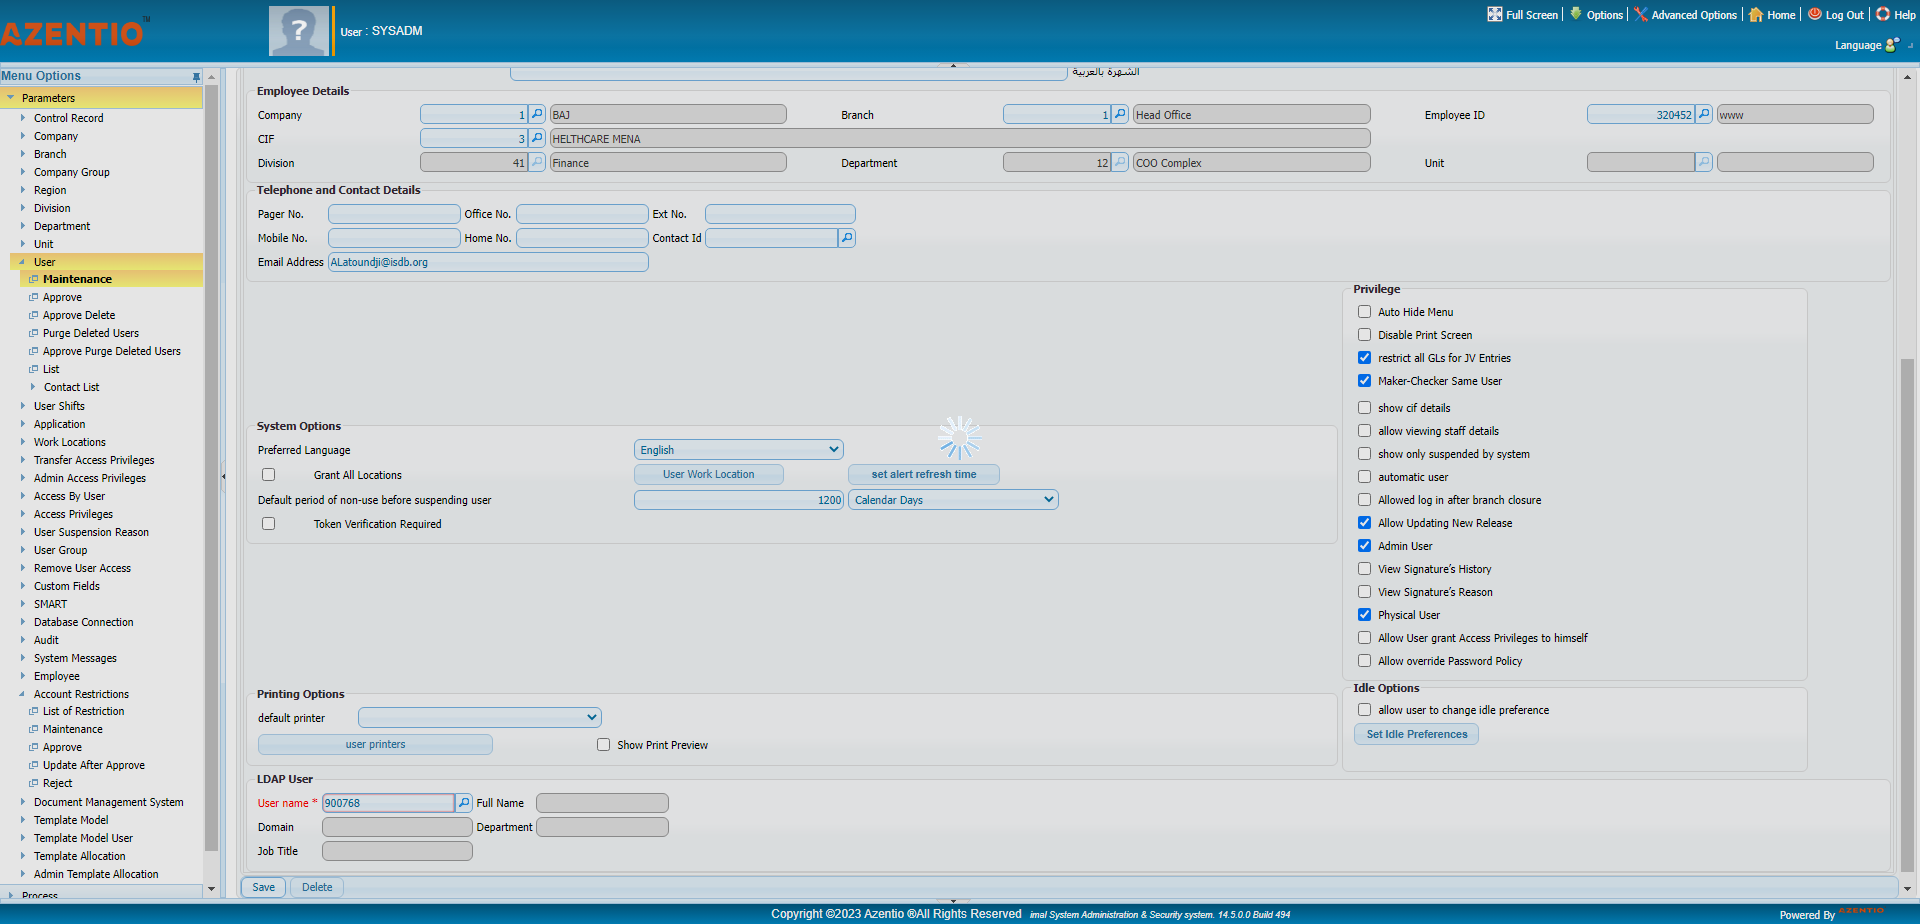 AZENTIO™
User : SYSADM
Full Screen Options Advanced Options Home Log Out Help
Language
Menu Options
Parameters
Control Record
Company
Branch
Company Group
Region
Division
Department
Unit
User
Maintenance
Approve
Approve Delete
Purge Deleted Users
Approve Purge Deleted Users
List
Contact List
User Shifts
Application
Work Locations
Transfer Access Privileges
Admin Access Privileges
Access By User
Access Privileges
User Suspension Reason
User Group
Remove User Access
Custom Fields
SMART
Database Connection
Audit
System Messages
Employee
Account Restrictions
List of Restriction
Maintenance
Approve
Update After Approve
Reject
Document Management System
Template Model
Template Model User
Template Allocation
Admin Template Allocation
Process
الشهرة بالعربية
Employee Details
Company 1 BAJ Branch 1 Head Office Employee ID 320452 www
CIF 3 HELTHCARE MENA
Division 41 Finance Department 12 COO Complex Unit
Telephone and Contact Details
Pager No. Office No. Ext No.
Mobile No. Home No. Contact Id
Email Address ALatoundji@isdb.org
Privilege
Auto Hide Menu
Disable Print Screen
restrict all GLs for JV Entries
Maker-Checker Same User
show cif details
allow viewing staff details
show only suspended by system
automatic user
Allowed log in after branch closure
Allow Updating New Release
Admin User
View Signature's History
View Signature's Reason
Physical User
Allow User grant Access Privileges to himself
Allow override Password Policy
System Options
Preferred Language English
Grant All Locations User Work Location set alert refresh time
Default period of non-use before suspending user 1200 Calendar Days
Token Verification Required
Printing Options
default printer
user printers Show Print Preview
Idle Options
allow user to change idle preference
Set Idle Preferences
LDAP User
User name * 900768 Full Name
Domain Department
Job Title
Save Delete
Copyright ©2023 Azentio ®All Rights Reserved imal System Administration & Security system. 14.5.0.0 Build 494
Powered By AZENTIO